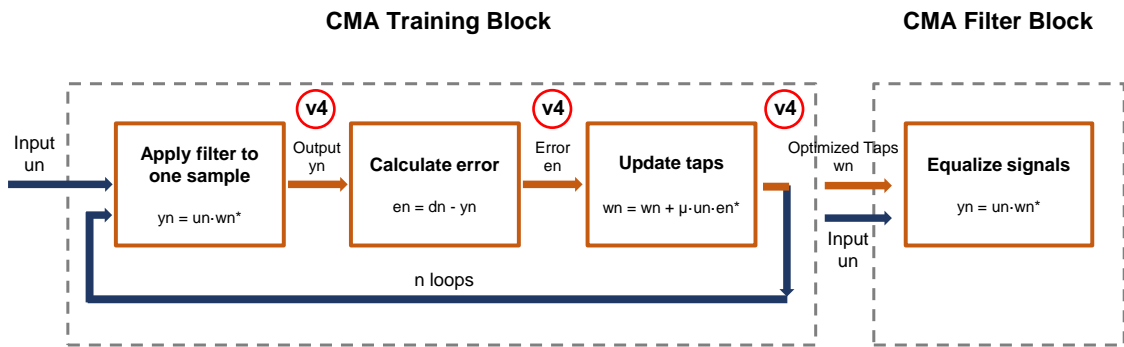 CMA Training Block
CMA Filter Block
v4
v4
v4
Input
un
Apply filter to
one sample
yn = un·wn*
Output
yn
Calculate error
en = dn - yn
Error
en
Update taps
wn = wn + μ·un·en*
Optimized Taps
wn
Input
un
Equalize signals
yn = un·wn*
n loops